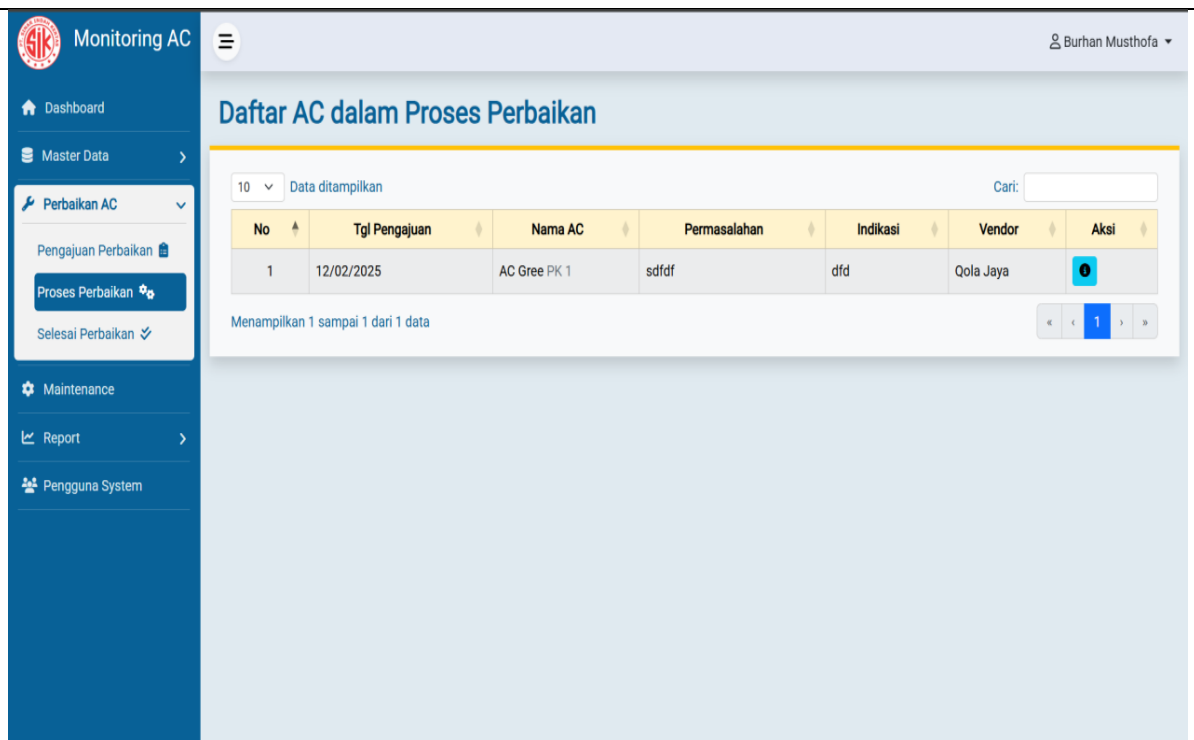 SIK
Monitoring AC
Burhan Musthofa
Dashboard
Master Data
Perbaikan AC
Pengajuan Perbaikan
Proses Perbaikan
Selesai Perbaikan
Maintenance
Report
Pengguna System
Daftar AC dalam Proses Perbaikan
10 Data ditampilkan
Cari:
No Tgl Pengajuan Nama AC Permasalahan Indikasi Vendor Aksi
1 12/02/2025 AC Gree PK 1 sdfdf dfd Qola Jaya
Menampilkan 1 sampai 1 dari 1 data
« ‹ 1 › »